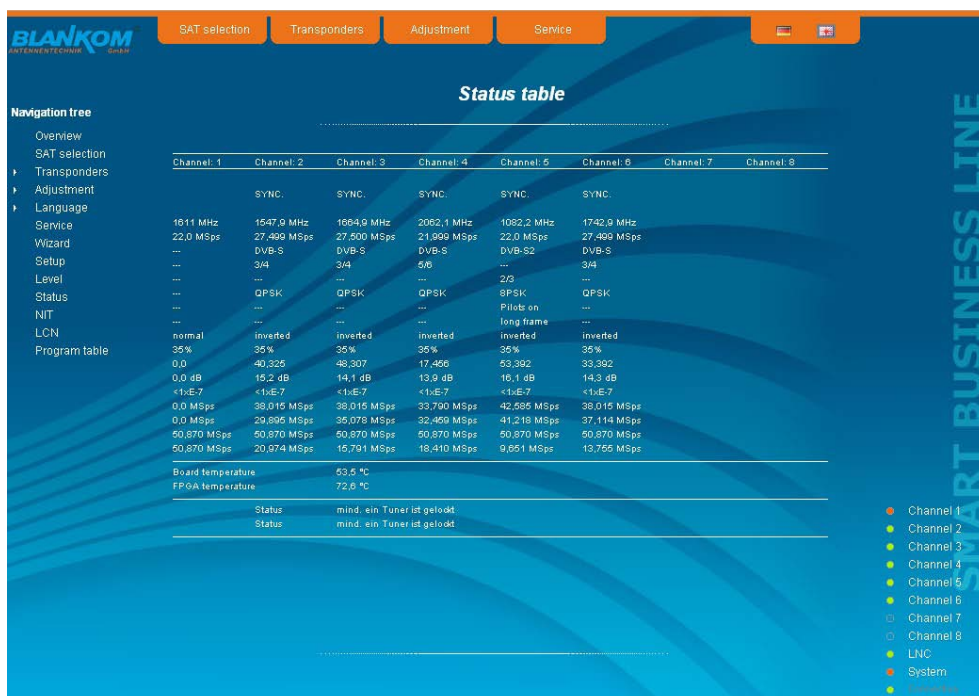 BLANKOM
ANTENNENTECHNIK GmbH
SAT selection Transponders Adjustment Service
Status table
Navigation tree
Overview
SAT selection
Transponders
Adjustment
Language
Service
Wizard
Setup
Level
Status
NIT
LCN
Program table
Channel: 1 Channel: 2 Channel: 3 Channel: 4 Channel: 5 Channel: 6 Channel: 7 Channel: 8
SYNC. SYNC. SYNC. SYNC. SYNC.
1611 MHz 1547,9 MHz 1664,9 MHz 2062,1 MHz 1082,2 MHz 1742,9 MHz
22,0 MSps 27,499 MSps 27,500 MSps 21,999 MSps 22,0 MSps 27,499 MSps
--- DVB-S DVB-S DVB-S DVB-S2 DVB-S
--- 3/4 3/4 5/6 --- 3/4
--- --- --- --- 2/3 ---
--- QPSK QPSK QPSK 8PSK QPSK
--- --- --- --- Pilots on ---
--- --- --- --- long frame ---
normal inverted inverted inverted inverted inverted
35% 35% 35% 35% 35% 35%
0,0 40,325 48,307 17,456 53,392 33,392
0,0 dB 15,2 dB 14,1 dB 13,9 dB 16,1 dB 14,3 dB
<1xE-7 <1xE-7 <1xE-7 <1xE-7 <1xE-7 <1xE-7
0,0 MSps 38,015 MSps 38,015 MSps 33,790 MSps 42,585 MSps 38,015 MSps
0,0 MSps 29,895 MSps 35,078 MSps 32,459 MSps 41,218 MSps 37,114 MSps
50,870 MSps 50,870 MSps 50,870 MSps 50,870 MSps 50,870 MSps 50,870 MSps
50,870 MSps 20,974 MSps 15,791 MSps 18,410 MSps 9,651 MSps 13,755 MSps
Board temperature 53,5 °C
FPGA temperature 72,6 °C
Status mind. ein Tuner ist gelockt
Status mind. ein Tuner ist gelockt
SMART BUSINESS LINE
Channel 1
Channel 2
Channel 3
Channel 4
Channel 5
Channel 6
Channel 7
Channel 8
LNC
System